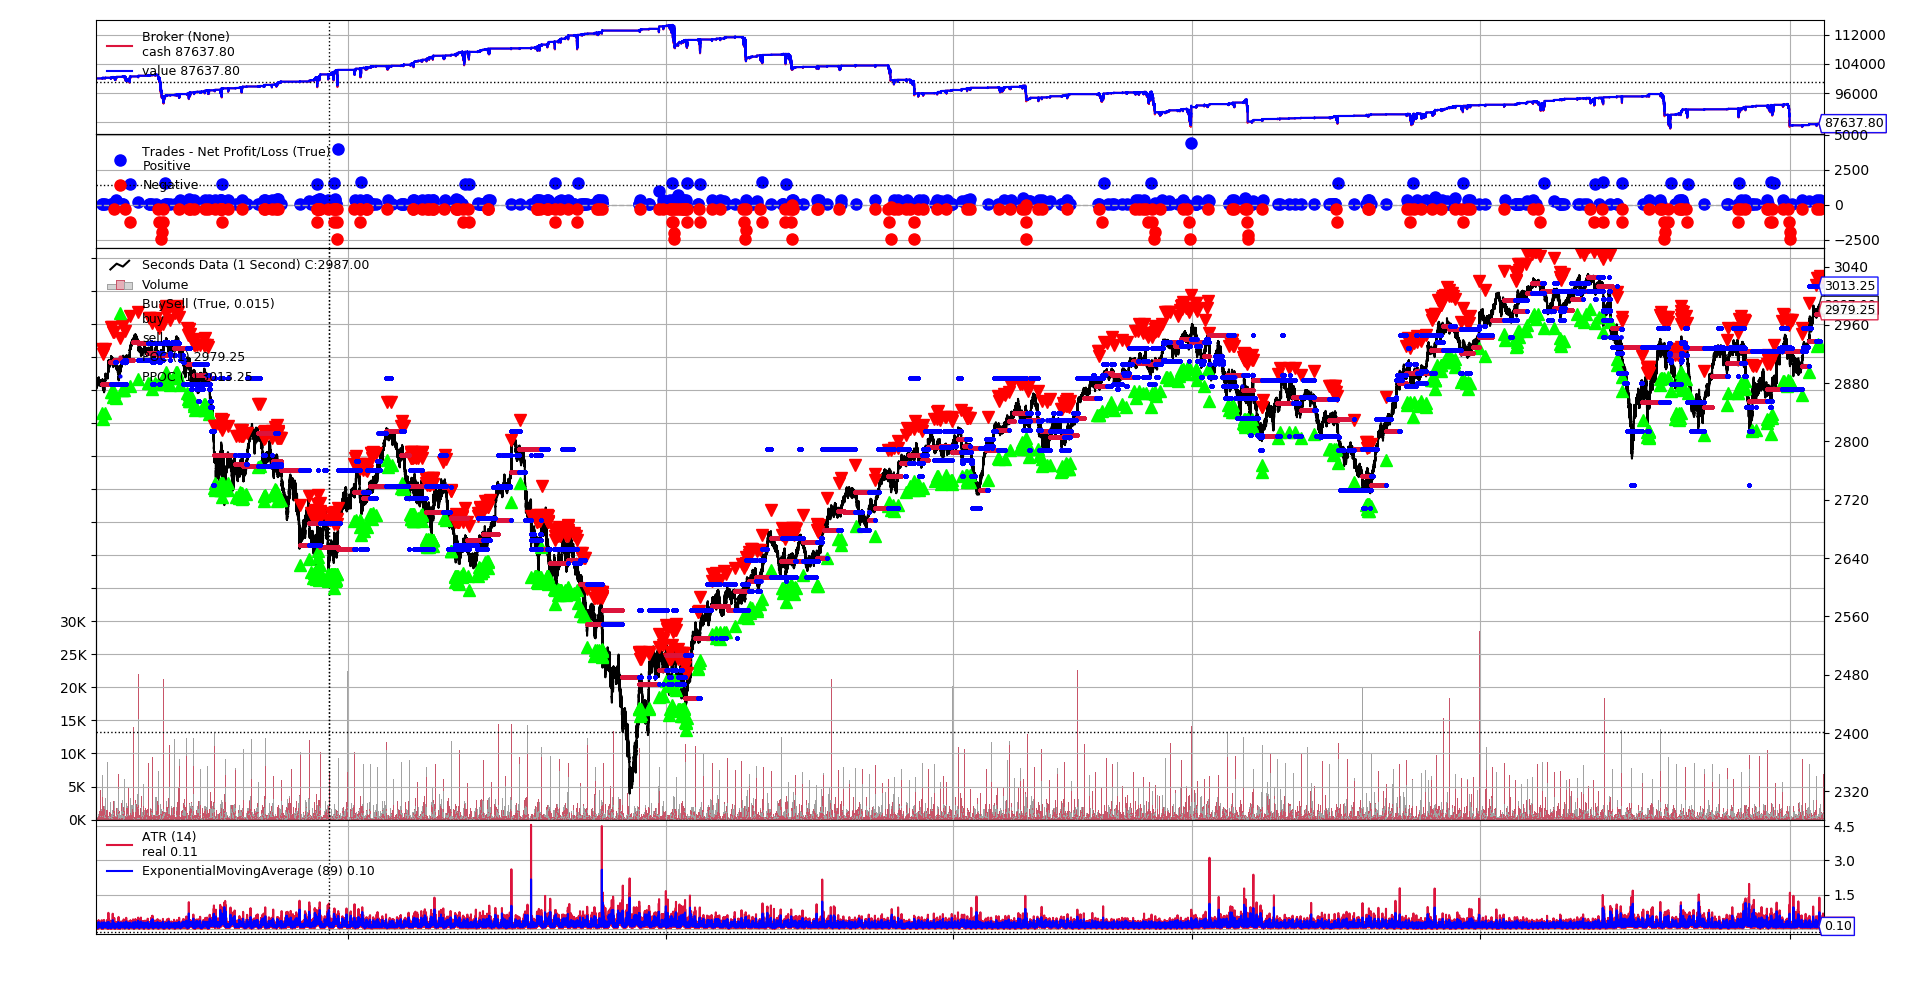 Broker (None)
cash 87637.80
value 87637.80
112000
104000
96000
87637.80
Trades - Net Profit/Loss (True)
Positive
Negative
5000
2500
0
−2500
Seconds Data (1 Second) C:2987.00
Volume
BuySell (True, 0.015)
buy
sell
2979.25
PPOC
013.25
3040
3013.25
2979.25
2960
2880
2800
2720
2640
2560
2480
2400
2320
30K
25K
20K
15K
10K
5K
0K
ATR (14)
real 0.11
ExponentialMovingAverage (89) 0.10
4.5
3.0
1.5
0.10